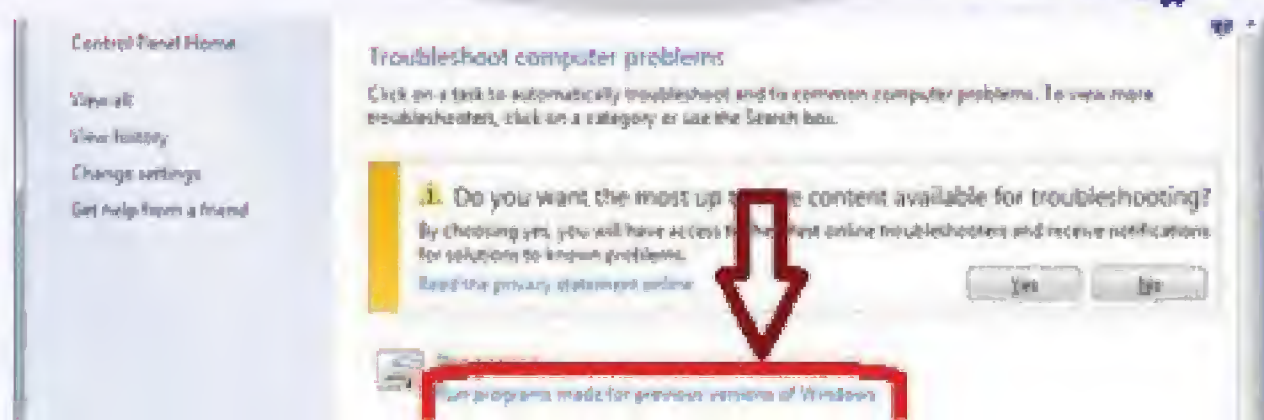 Control Panel Home
View all
View history
Change settings
Get help from a friend
Troubleshoot computer problems
Click on a task to automatically troubleshoot and fix common computer problems. To view more
troubleshooters, click on a category or use the Search box.
Do you want the most up content available for troubleshooting?
By choosing yes, you will have access online troubleshooters and receive notifications
for solutions to known problems.
Read the privacy statement online
Yes
No
Run programs made for previous versions of Windows